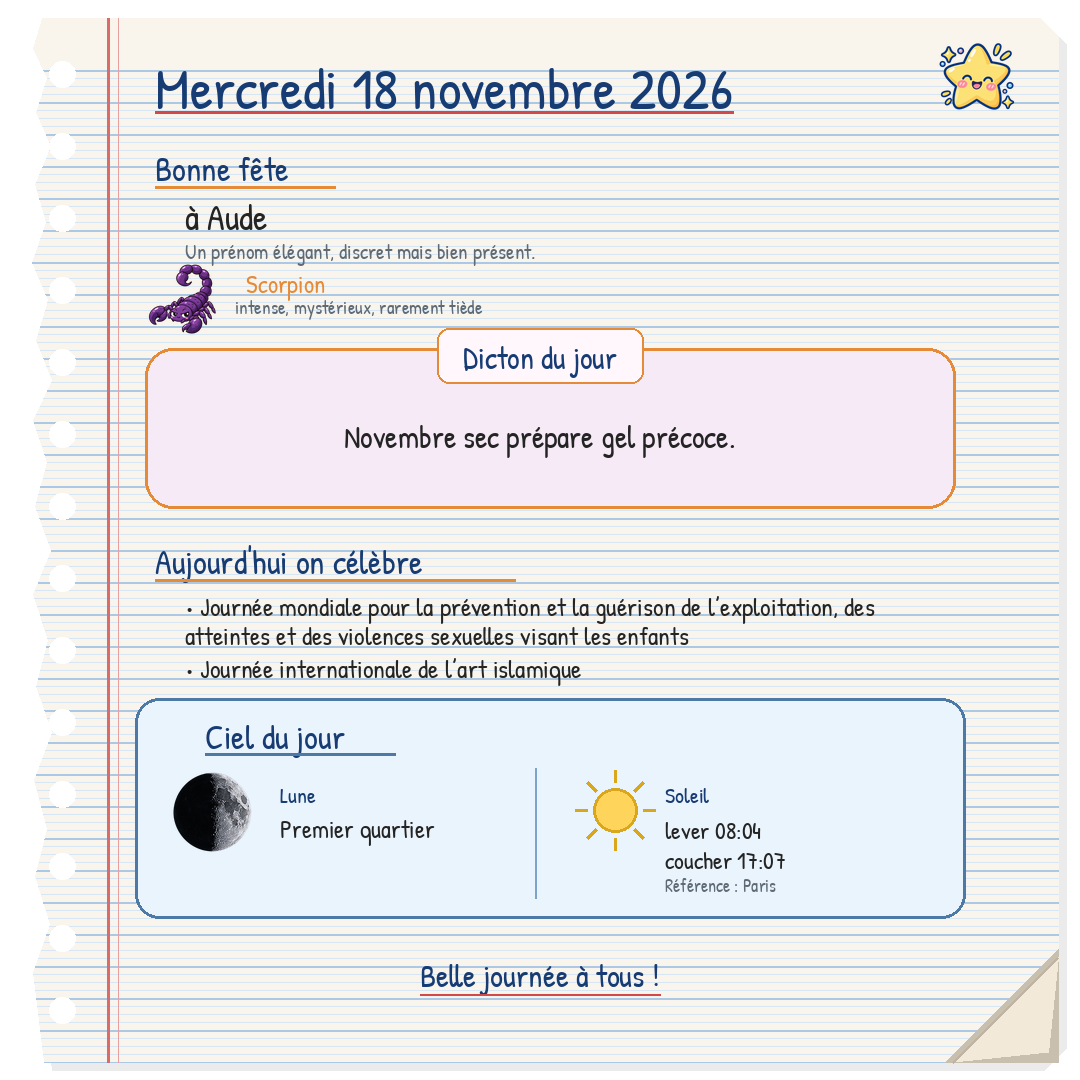 Mercredi 18 novembre 2026
Bonne fête
à Aude
Un prénom élégant, discret mais bien présent.
Scorpion
intense, mystérieux, rarement tiède
Dicton du jour
Novembre sec prépare gel précoce.
Aujourd'hui on célèbre
• Journée mondiale pour la prévention et la guérison de l’exploitation, des
atteintes et des violences sexuelles visant les enfants
• Journée internationale de l’art islamique
Ciel du jour
Lune
Premier quartier
Soleil
lever 08:04
coucher 17:07
Référence : Paris
Belle journée à tous !